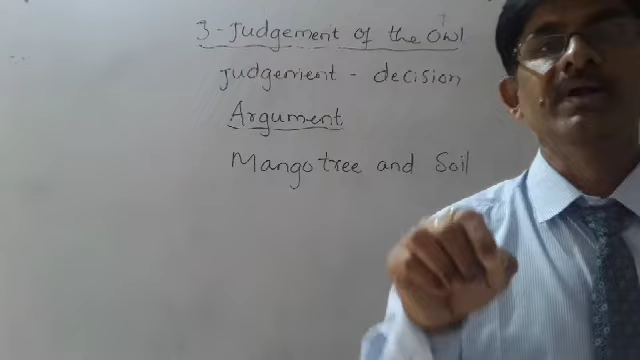 3-Judgement of the Owl
Judgement - decision
Argument
Mango tree and Soil